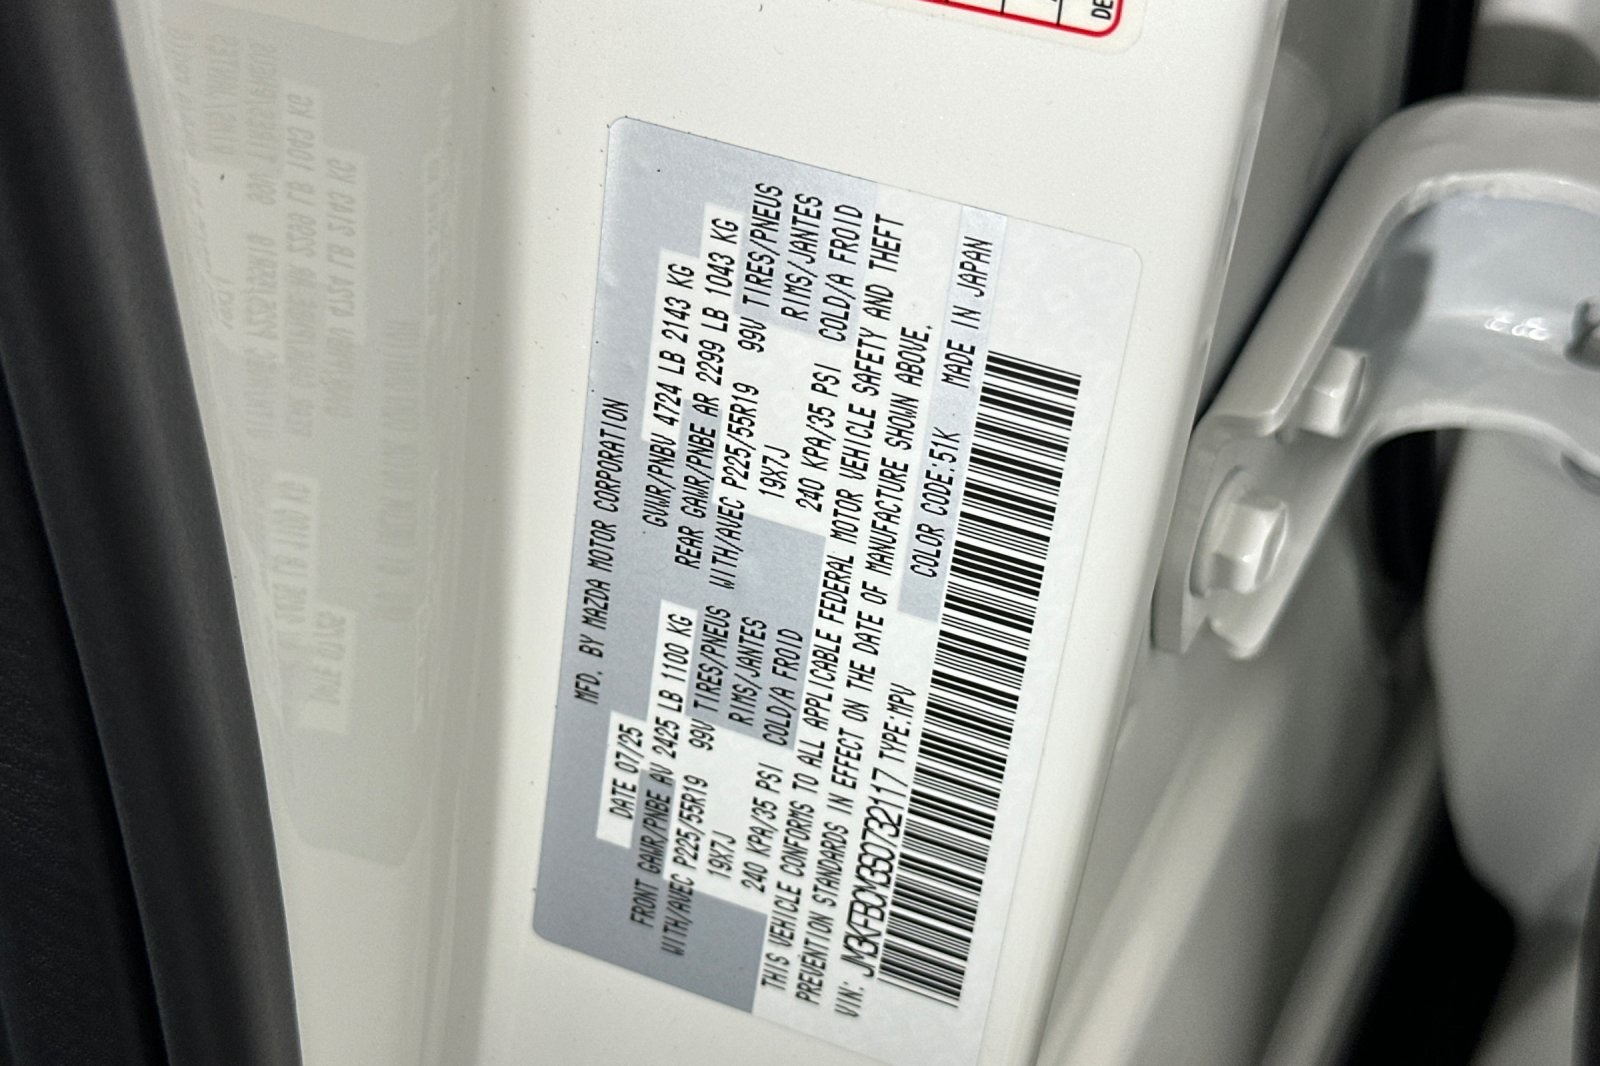 MFD. BY MAZDA MOTOR CORPORATION
DATE 07/25 GVWR/PNBV 4724 LB 2143 KG
FRONT GAWR/PNBE AV 2425 LB 1100 KG REAR GAWR/PNBE AR 2299 LB 1043 KG
WITH/AVEC P225/55R19 99V TIRES/PNEUS WITH/AVEC P225/55R19 99V TIRES/PNEUS
19X7J RIMS/JANTES 19X7J RIMS/JANTES
240 KPA/35 PSI COLD/A FROID 240 KPA/35 PSI COLD/A FROID
THIS VEHICLE CONFORMS TO ALL APPLICABLE FEDERAL MOTOR VEHICLE SAFETY AND THEFT
PREVENTION STANDARDS IN EFFECT ON THE DATE OF MANUFACTURE SHOWN ABOVE.
VIN: JM3KFBCM3S0732117 TYPE:MPV COLOR CODE:51K MADE IN JAPAN